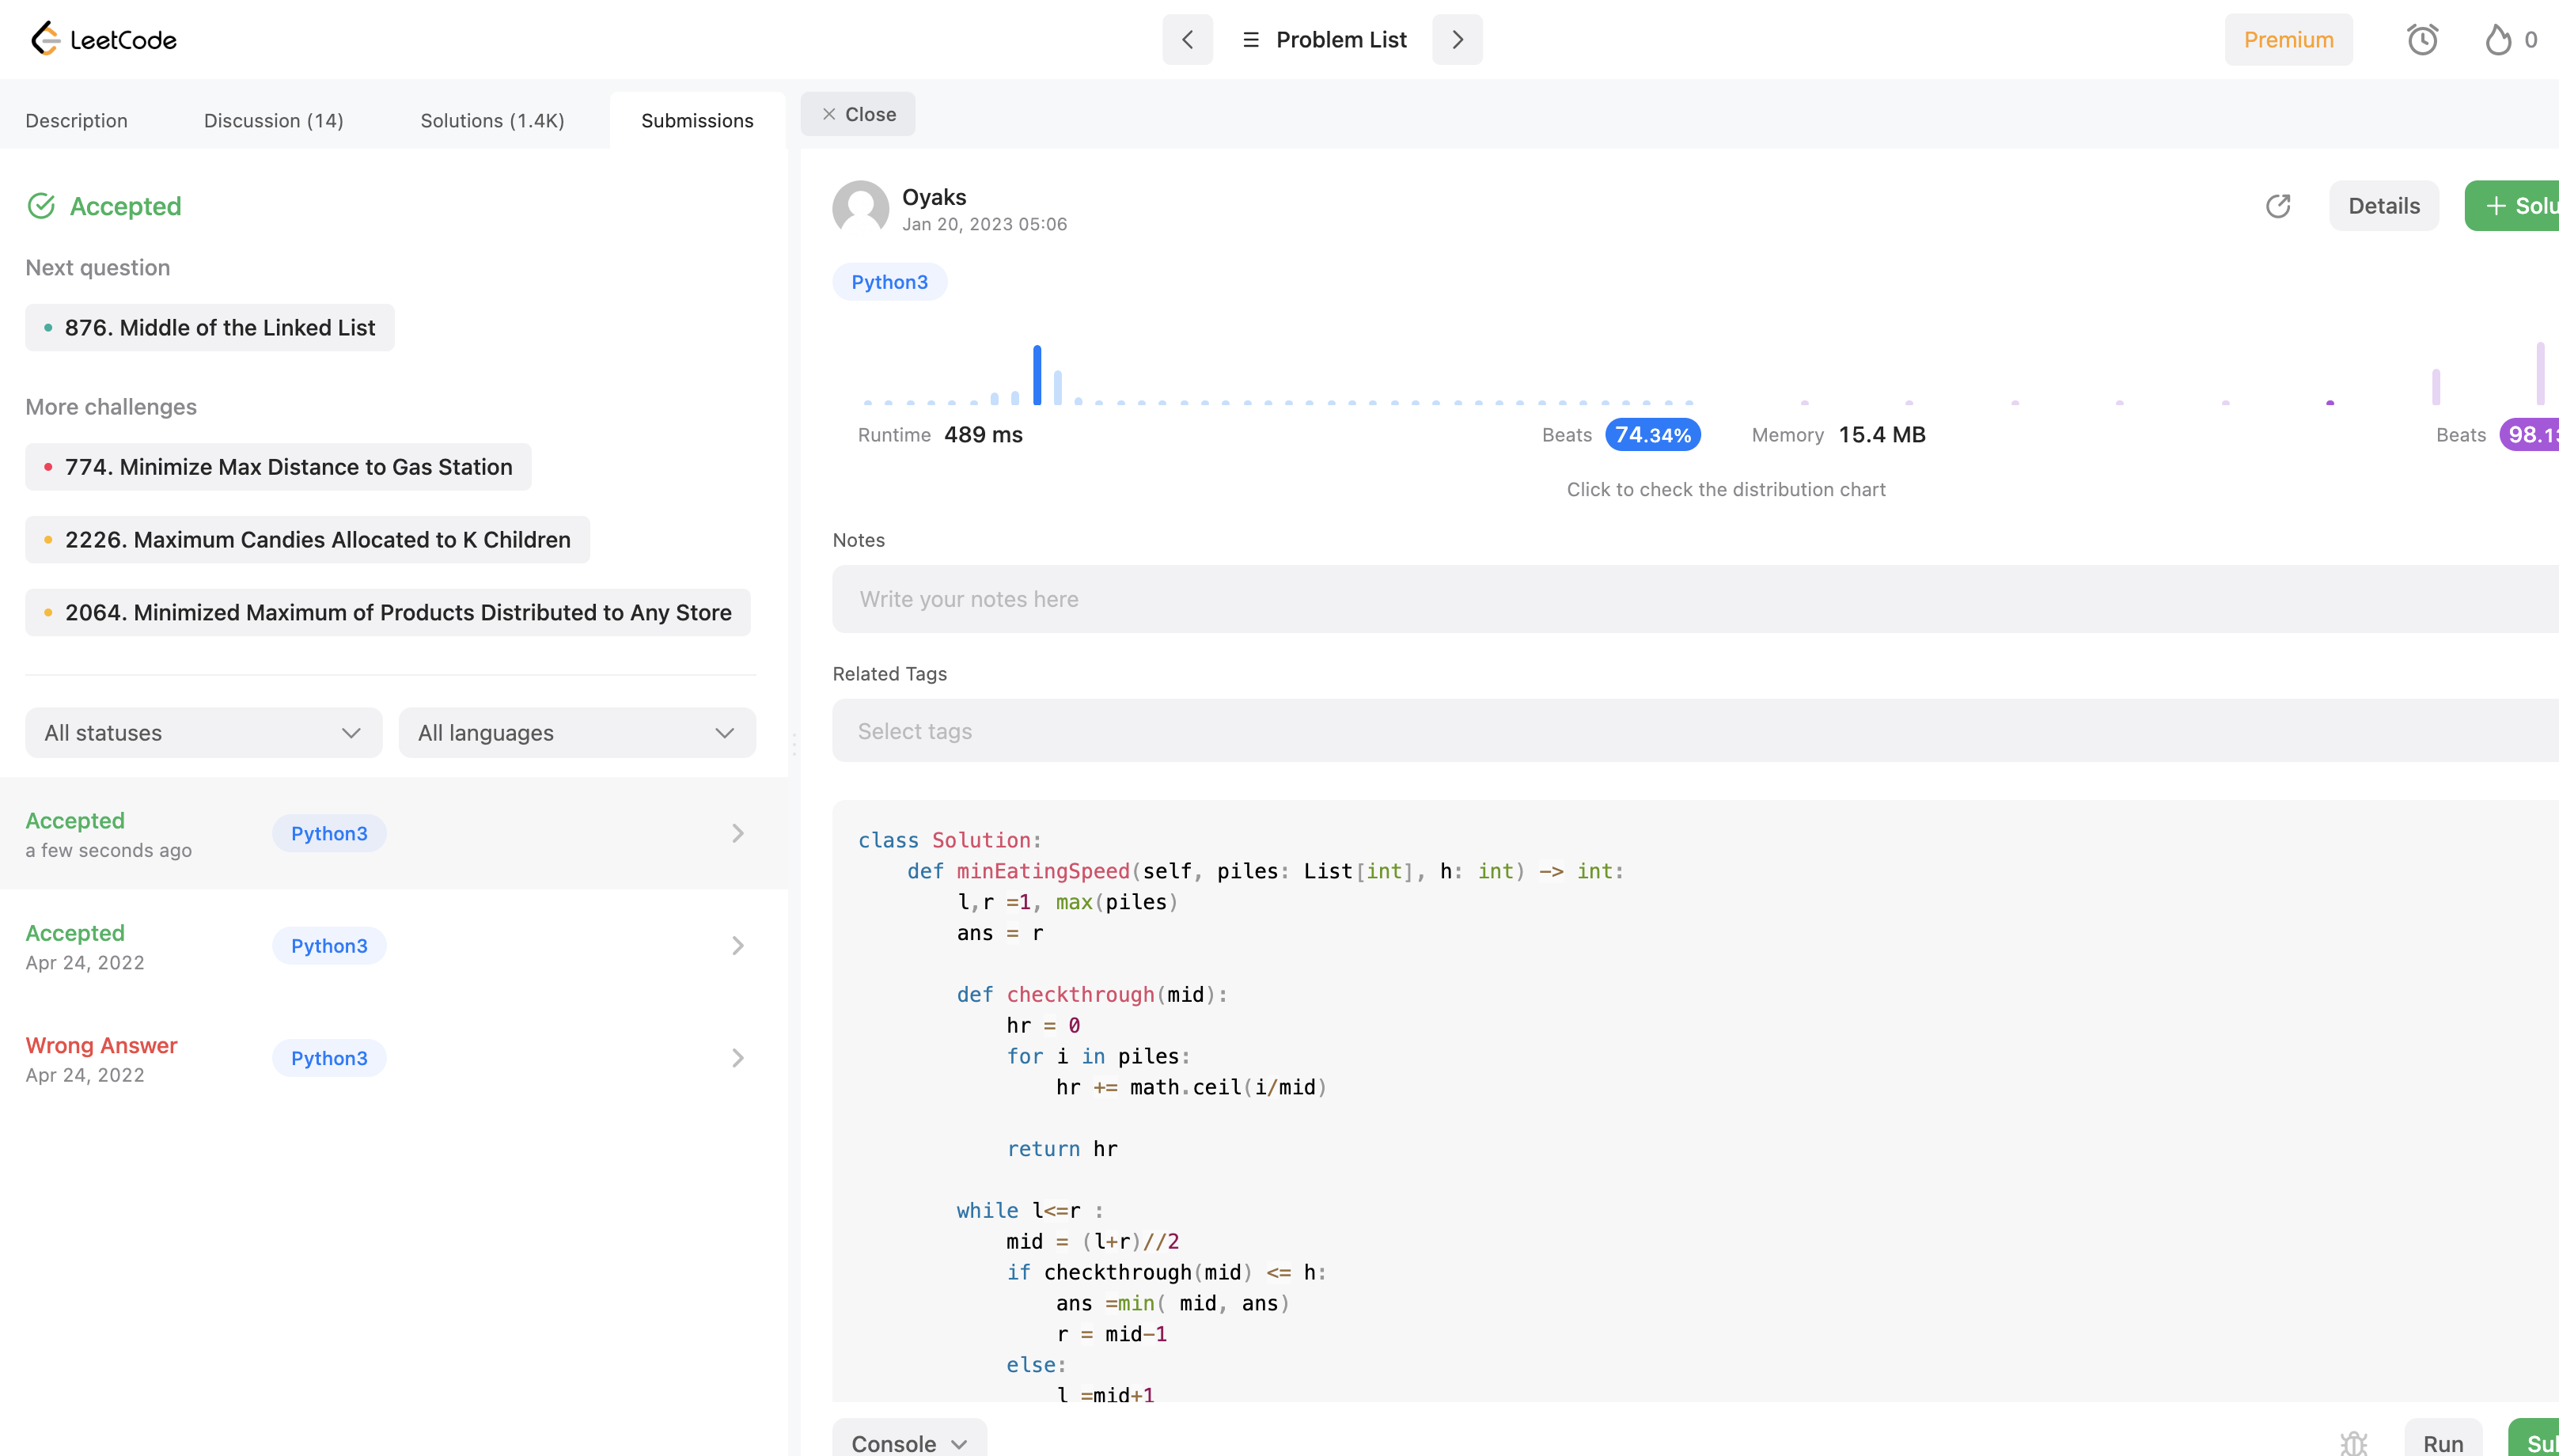 LeetCode
Problem List
Premium
0
Description
Discussion (14)
Solutions (1.4K)
Submissions
Close
Accepted
Next question
876. Middle of the Linked List
More challenges
774. Minimize Max Distance to Gas Station
2226. Maximum Candies Allocated to K Children
2064. Minimized Maximum of Products Distributed to Any Store
All statuses
All languages
Accepted
a few seconds ago
Python3
Accepted
Apr 24, 2022
Python3
Wrong Answer
Apr 24, 2022
Python3
Oyaks
Jan 20, 2023 05:06
Details
+ Solu
Python3
Runtime 489 ms
Beats 74.34%
Memory 15.4 MB
Beats 98.1
Click to check the distribution chart
Notes
Write your notes here
Related Tags
Select tags
class Solution:
    def minEatingSpeed(self, piles: List[int], h: int) -> int:
        l,r =1, max(piles)
        ans = r
        def checkthrough(mid):
            hr = 0
            for i in piles:
                hr += math.ceil(i/mid)
            return hr
        while l<=r :
            mid = (l+r)//2
            if checkthrough(mid) <= h:
                ans =min( mid, ans)
                r = mid-1
            else:
                l =mid+1
Console
Run
Su